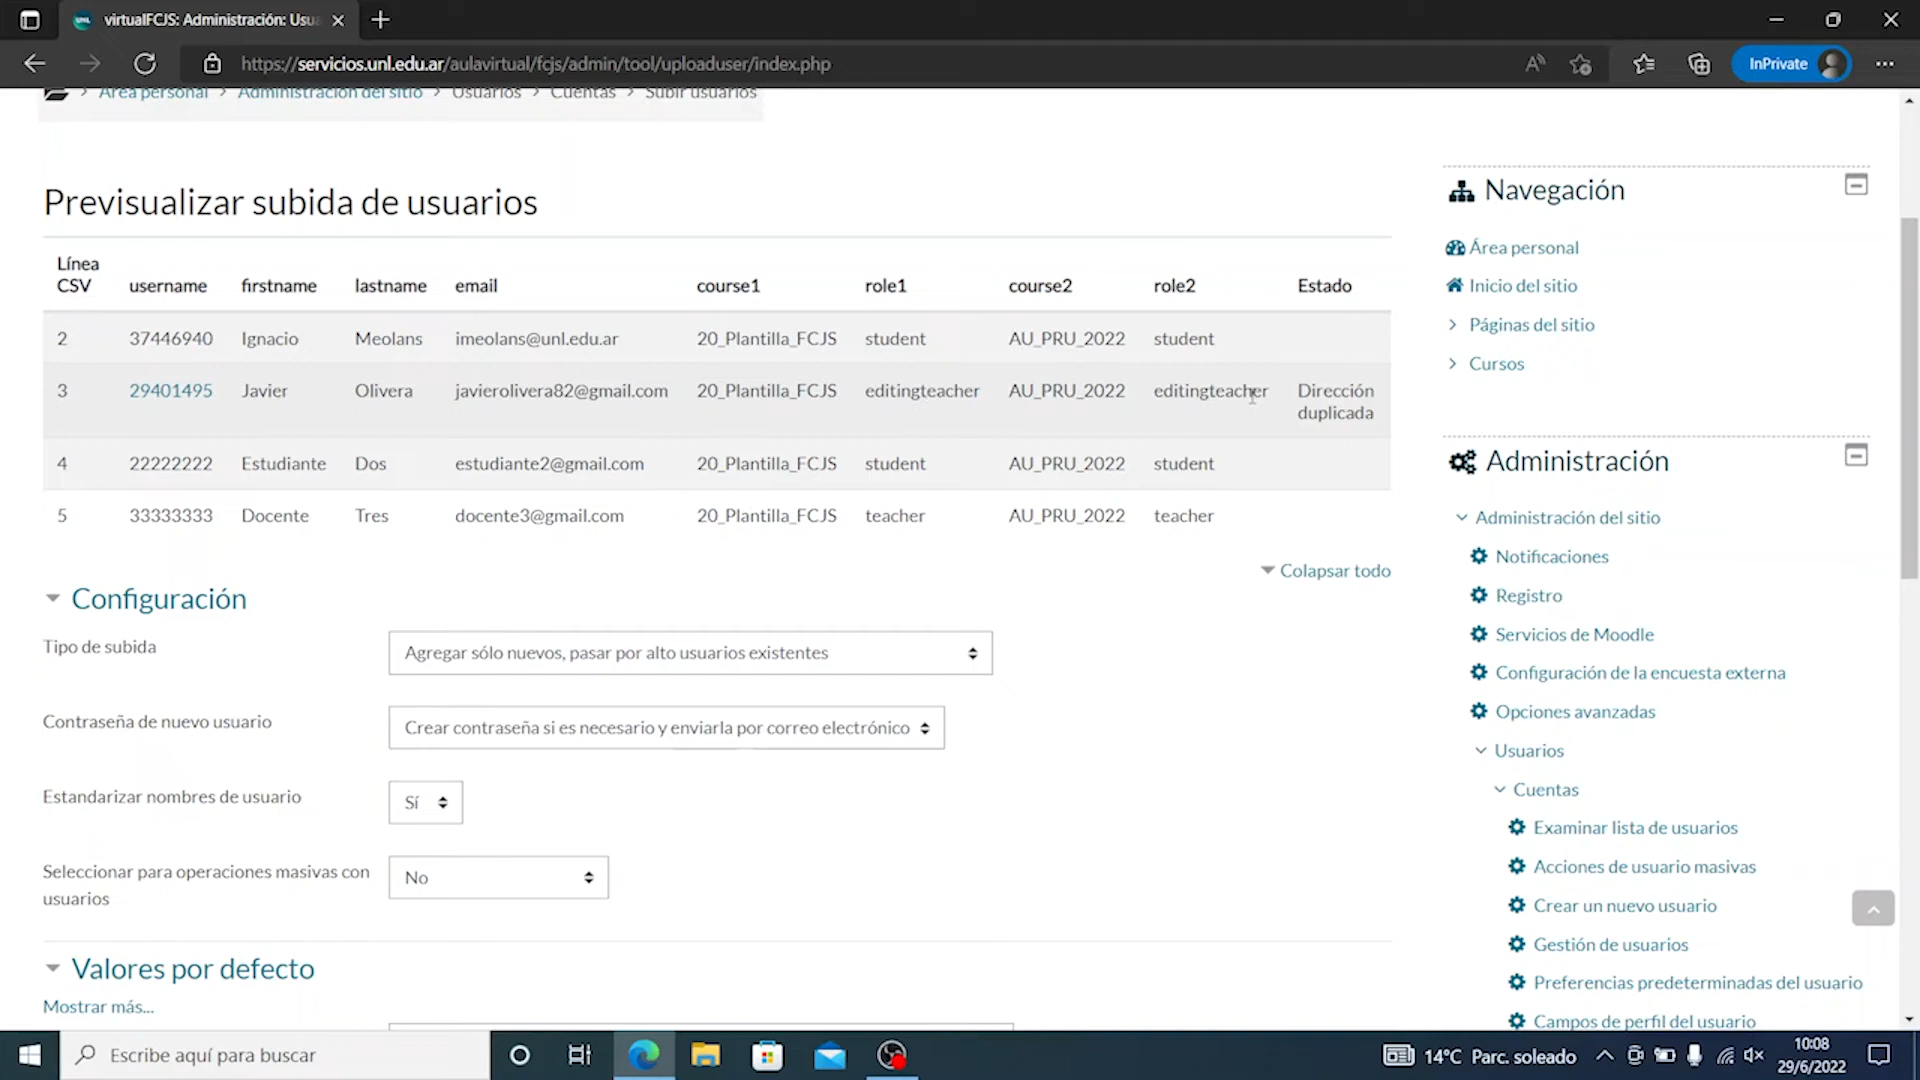 virtualFCJS: Administración: Usu
https://servicios.unl.edu.ar/aulavirtual/fcjs/admin/tool/uploaduser/index.php
InPrivate
Área personal > Administración del sitio > Usuarios > Cuentas > Subir usuarios
Previsualizar subida de usuarios
Línea CSV username firstname lastname email course1 role1 course2 role2 Estado
2 37446940 Ignacio Meolans imeolans@unl.edu.ar 20_Plantilla_FCJS student AU_PRU_2022 student
3 29401495 Javier Olivera javierolivera82@gmail.com 20_Plantilla_FCJS editingteacher AU_PRU_2022 editingteacher Dirección duplicada
4 22222222 Estudiante Dos estudiante2@gmail.com 20_Plantilla_FCJS student AU_PRU_2022 student
5 33333333 Docente Tres docente3@gmail.com 20_Plantilla_FCJS teacher AU_PRU_2022 teacher
Colapsar todo
Configuración
Tipo de subida
Agregar sólo nuevos, pasar por alto usuarios existentes
Contraseña de nuevo usuario
Crear contraseña si es necesario y enviarla por correo electrónico
Estandarizar nombres de usuario
Sí
Seleccionar para operaciones masivas con
usuarios
No
Valores por defecto
Mostrar más...
Navegación
Área personal
Inicio del sitio
Páginas del sitio
Cursos
Administración
Administración del sitio
Notificaciones
Registro
Servicios de Moodle
Configuración de la encuesta externa
Opciones avanzadas
Usuarios
Cuentas
Examinar lista de usuarios
Acciones de usuario masivas
Crear un nuevo usuario
Gestión de usuarios
Preferencias predeterminadas del usuario
Campos de perfil del usuario
Escribe aquí para buscar
14°C Parc. soleado
10:08
29/6/2022